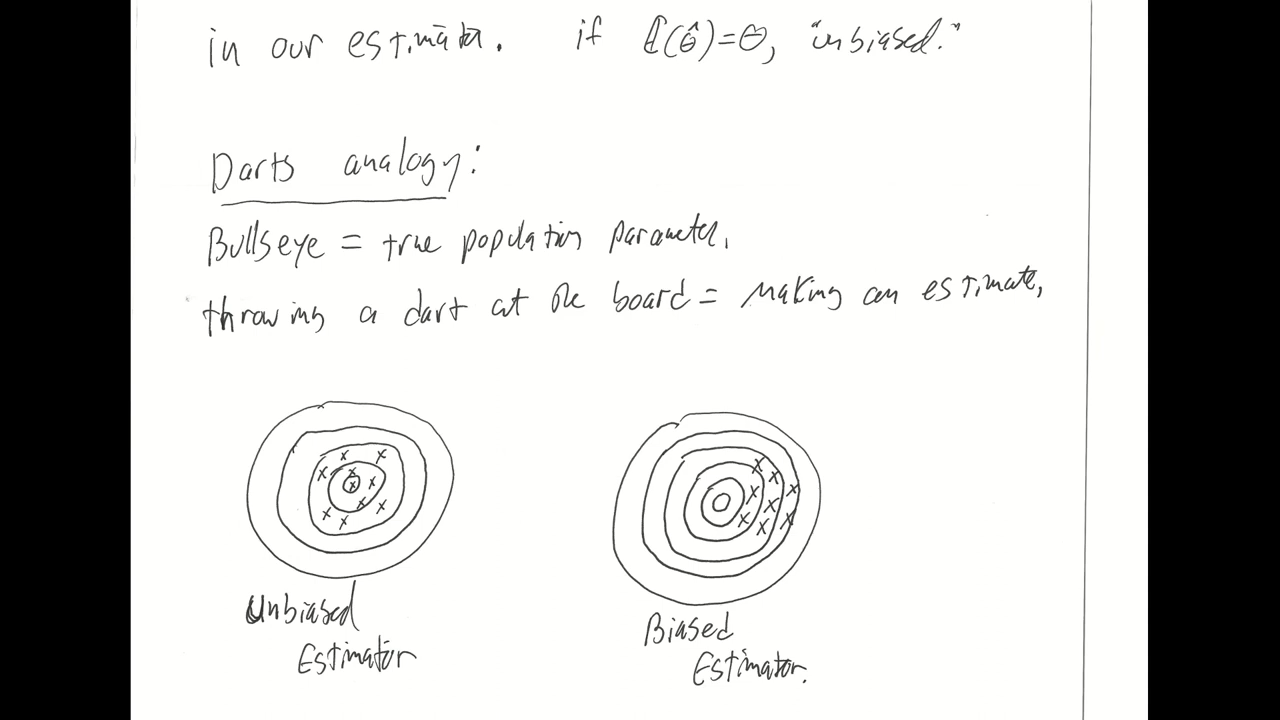 in our estimator. if E(θ̂)=θ, "unbiased."
Darts analogy:
Bullseye = true population parameter.
throwing a dart at the board = making an estimate,
Unbiased
Estimator
Biased
Estimator.